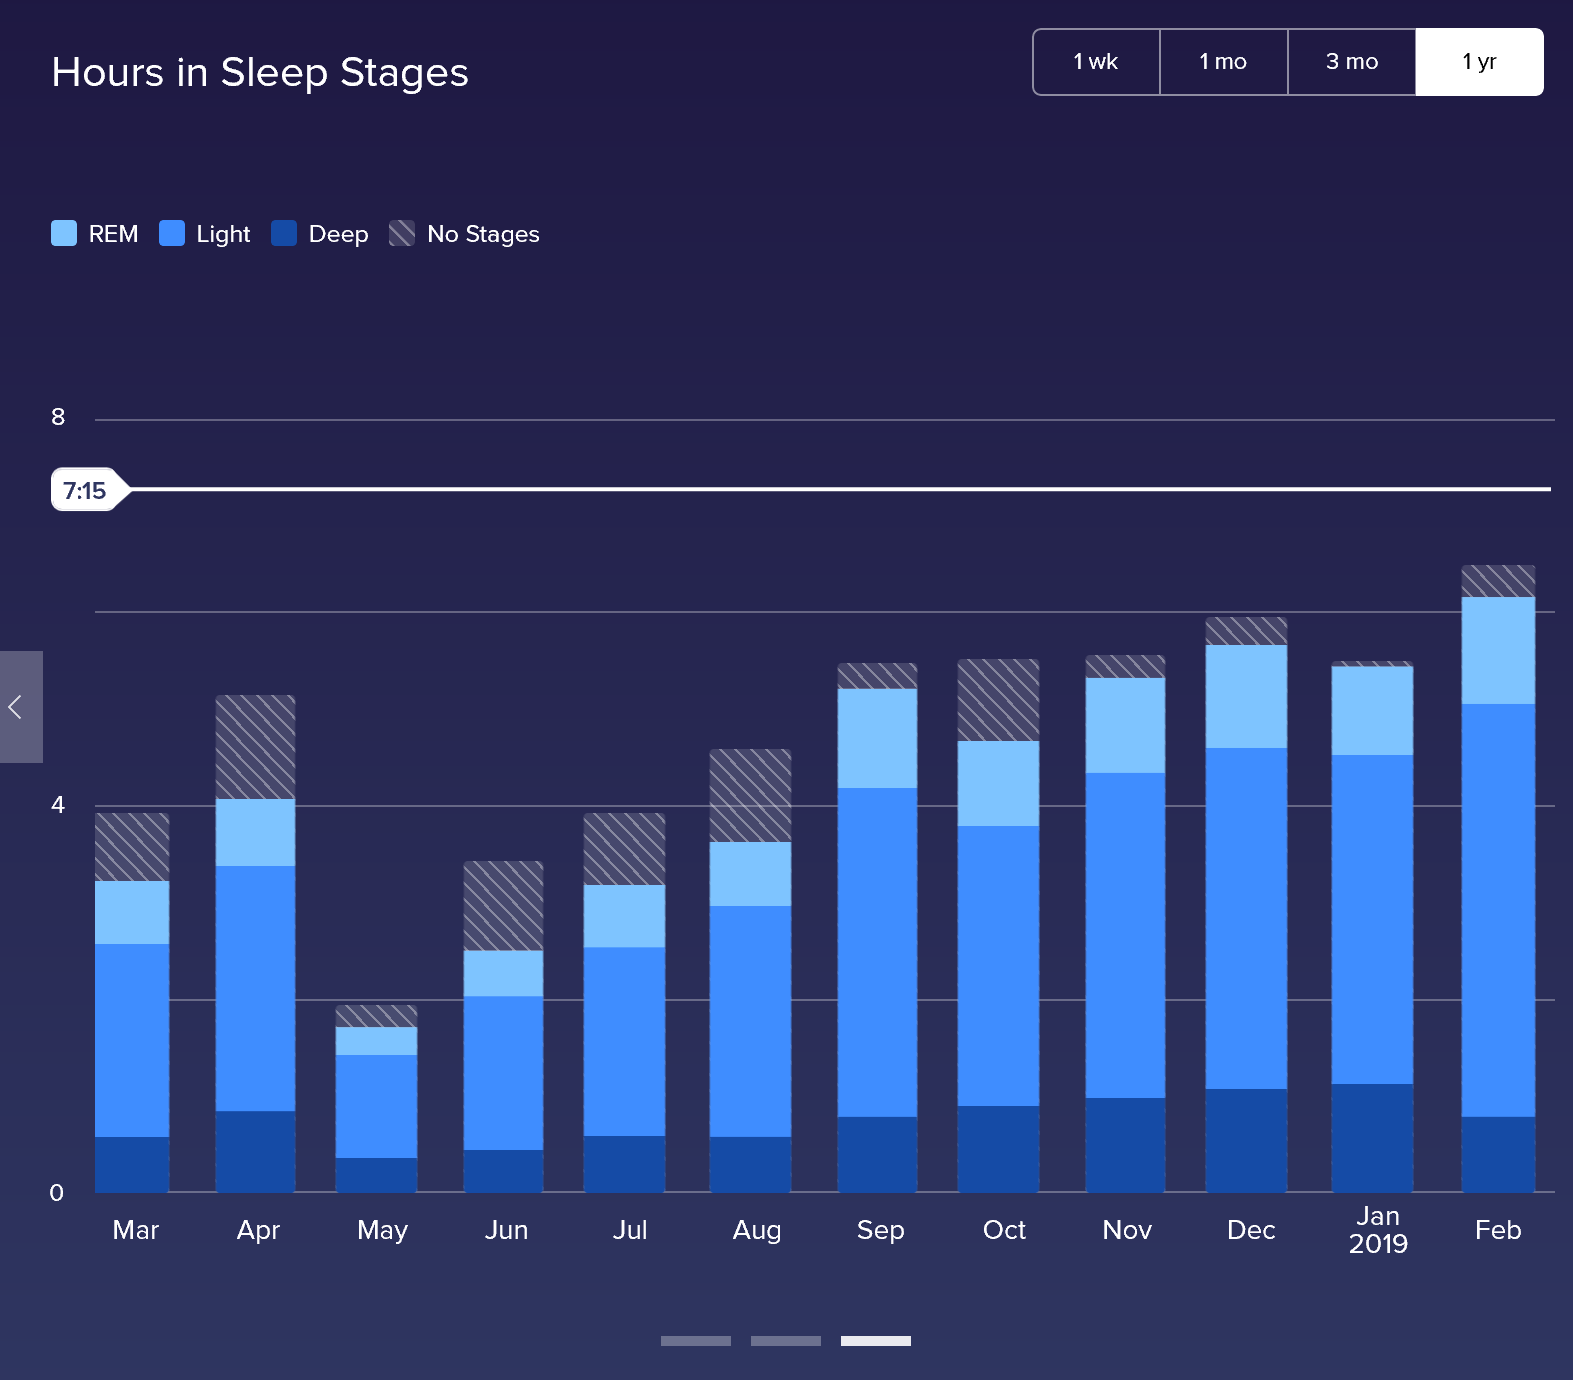 Hours in Sleep Stages
1 wk
1 mo
3 mo
1 yr
REM
Light
Deep
No Stages
8
7:15
4
0
Mar
Apr
May
Jun
Jul
Aug
Sep
Oct
Nov
Dec
Jan
2019
Feb